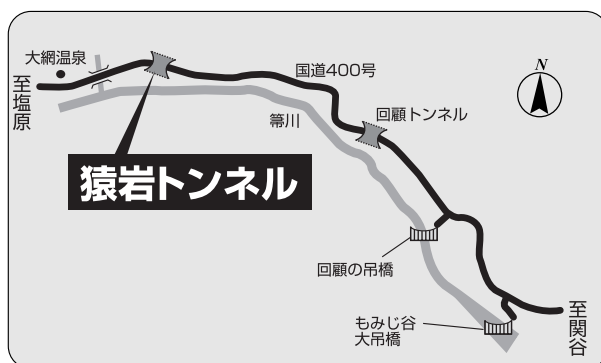 大網温泉
至塩原
国道400号
N
回顧トンネル
箒川
猿岩トンネル
回顧の吊橋
もみじ谷
大吊橋
至関谷